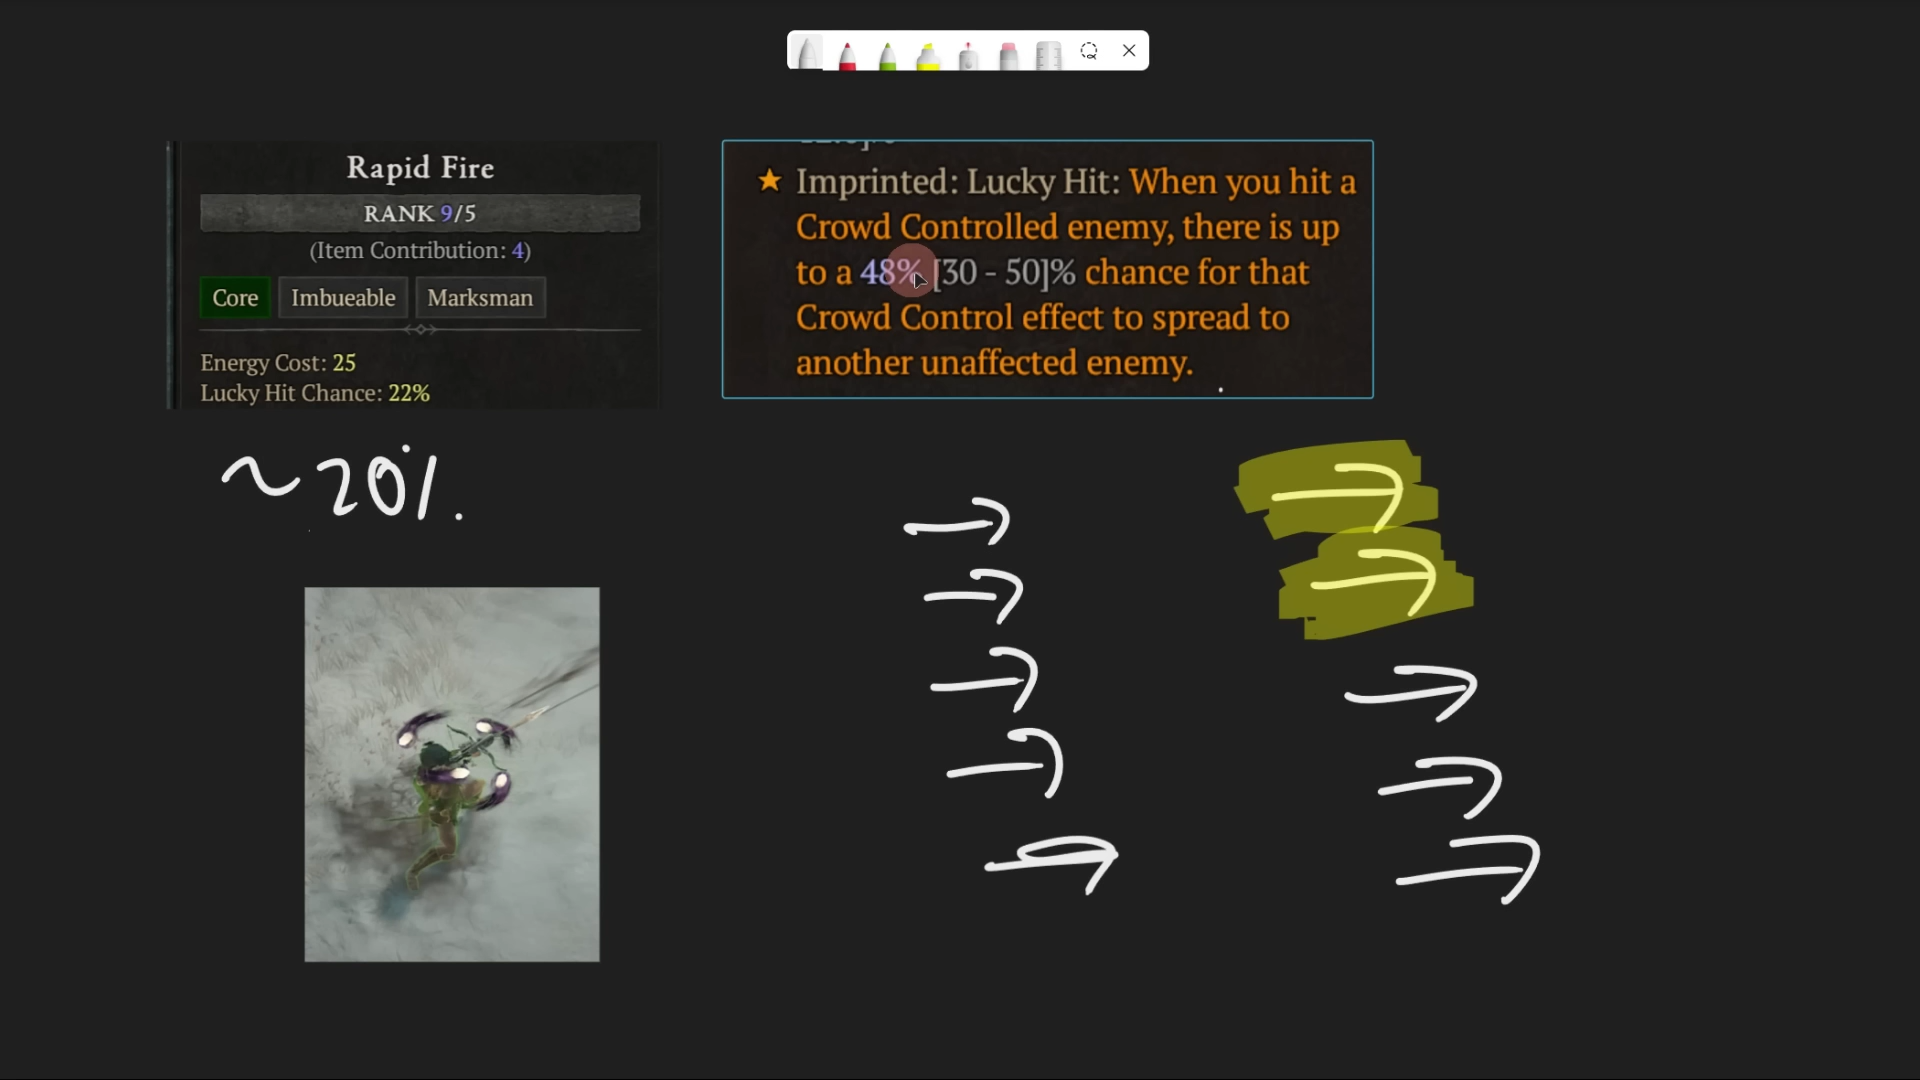 Rapid Fire
RANK 9/5
(Item Contribution: 4)
Core Imbueable Marksman
Energy Cost: 25
Lucky Hit Chance: 22%
Imprinted: Lucky Hit: When you hit a
Crowd Controlled enemy, there is up
to a 48% [30 - 50]% chance for that
Crowd Control effect to spread to
another unaffected enemy.
~20%.